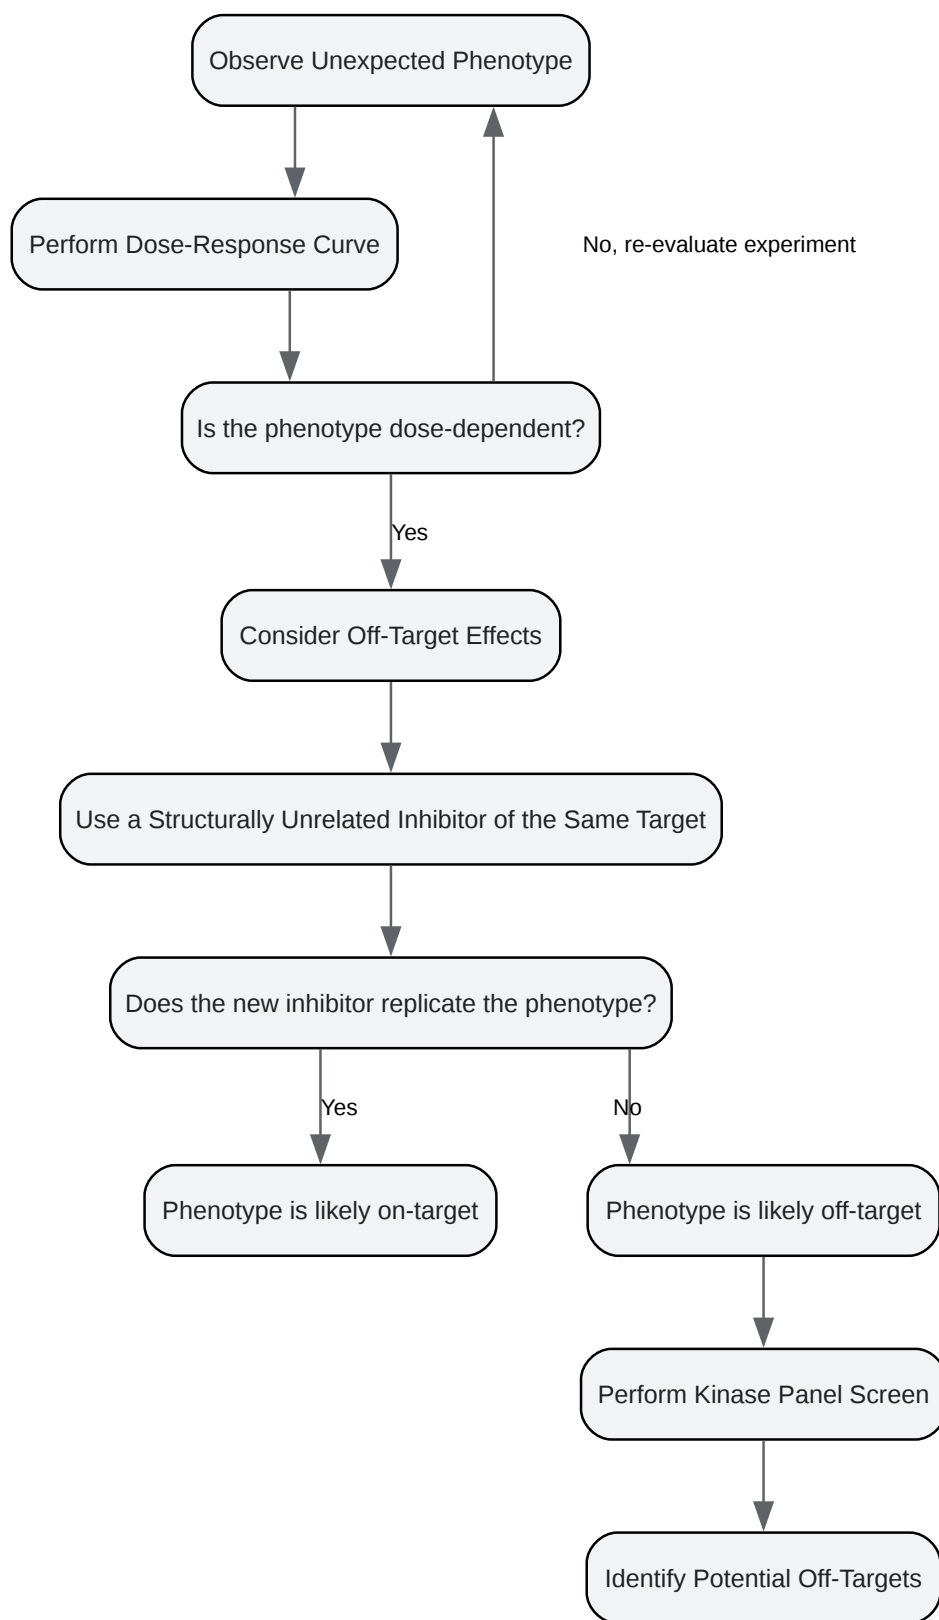 Observe Unexpected Phenotype
Perform Dose-Response Curve
No, re-evaluate experiment
Is the phenotype dose-dependent?
Yes
Consider Off-Target Effects
Use a Structurally Unrelated Inhibitor of the Same Target
Does the new inhibitor replicate the phenotype?
Yes
No
Phenotype is likely on-target
Phenotype is likely off-target
Perform Kinase Panel Screen
Identify Potential Off-Targets